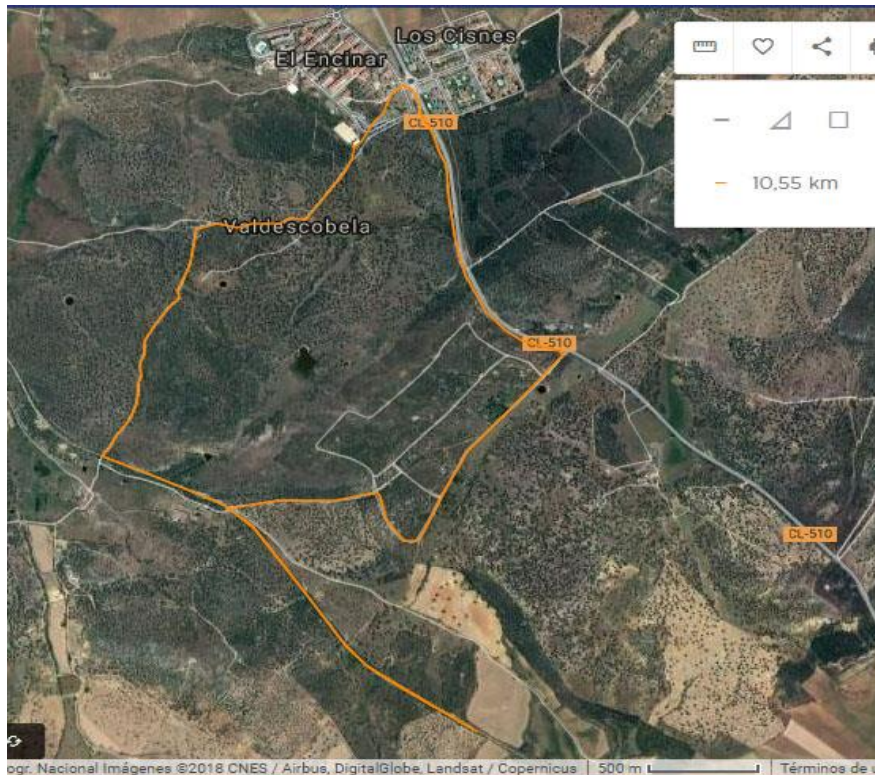 Los Cisnes
El Encinar
CL-510
10,55 km
Valdescobela
CL-510
CL-510
ogr. Nacional Imágenes ©2018 CNES / Airbus, DigitalGlobe, Landsat / Copernicus 500 m Términos de